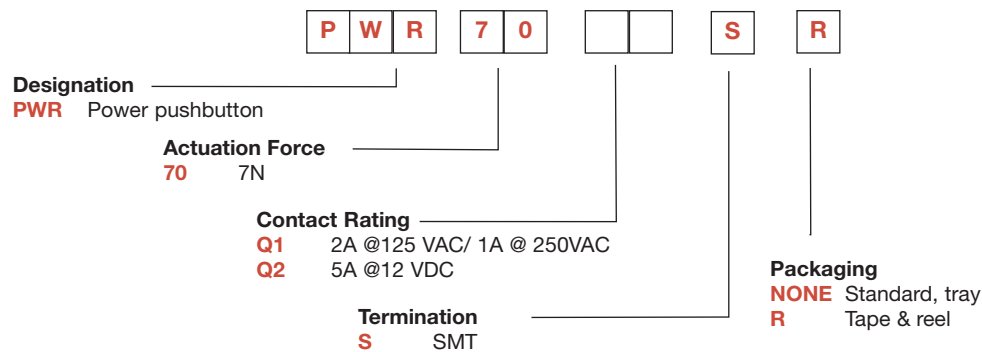 P W R 7 0 S R
Designation
PWR Power pushbutton
Actuation Force
70 7N
Contact Rating
Q1 2A @125 VAC/ 1A @ 250VAC
Q2 5A @12 VDC
Termination
S SMT
Packaging
NONE Standard, tray
R Tape & reel